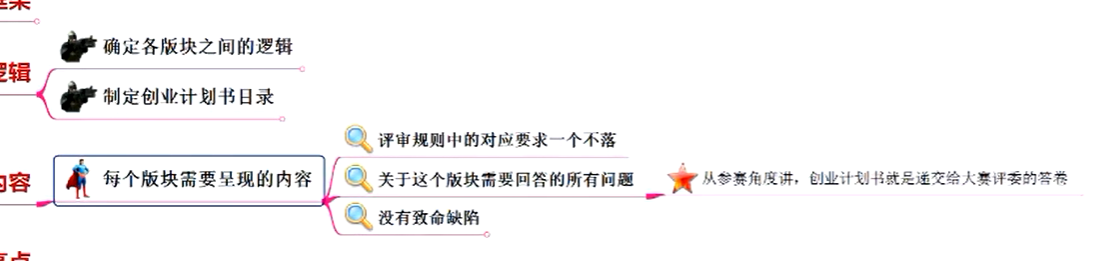 逻辑
确定各版块之间的逻辑
制定创业计划书目录
内容
每个版块需要呈现的内容
评审规则中的对应要求一个不落
关于这个版块需要回答的所有问题
从参赛角度讲，创业计划书就是递交给大赛评委的答卷
没有致命缺陷